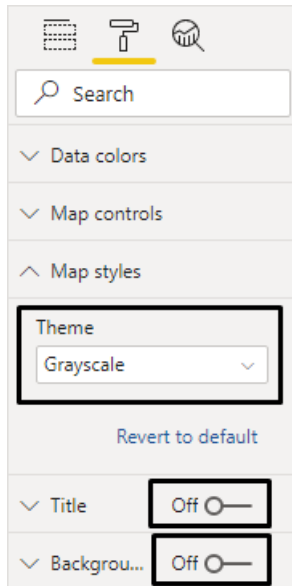 Search
Data colors
Map controls
Map styles
Theme
Grayscale
Revert to default
Title Off
Backgrou... Off